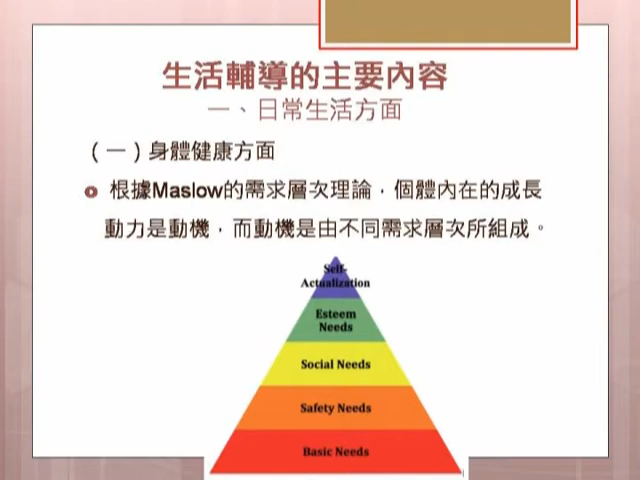 生活輔導的主要內容
一、日常生活方面
（一）身體健康方面
根據Maslow的需求層次理論，個體內在的成長
動力是動機，而動機是由不同需求層次所組成。
Self-
Actualization
Esteem
Needs
Social Needs
Safety Needs
Basic Needs